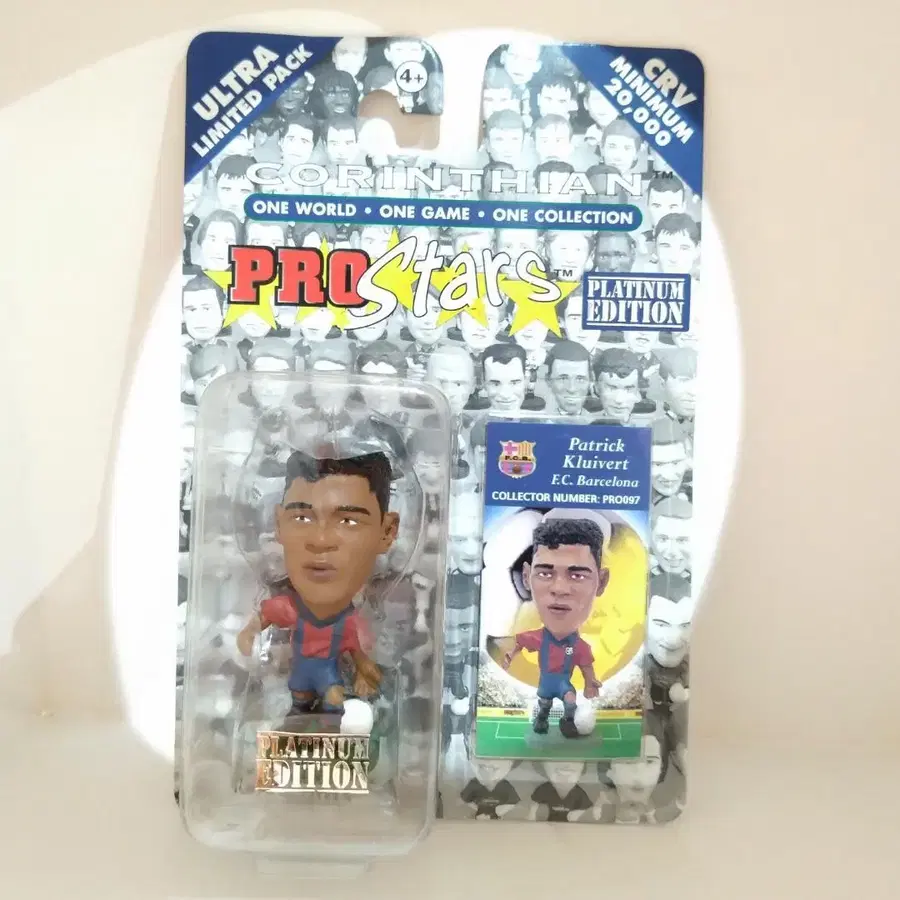 ULTRA
LIMITED PACK
4+
CRV
MINIMUM
20,000
CORINTHIAN™
ONE WORLD • ONE GAME • ONE COLLECTION
PROStars™
PLATINUM
EDITION
Patrick
Kluivert
F.C. Barcelona
COLLECTOR NUMBER: PRO097
PLATINUM
EDITION